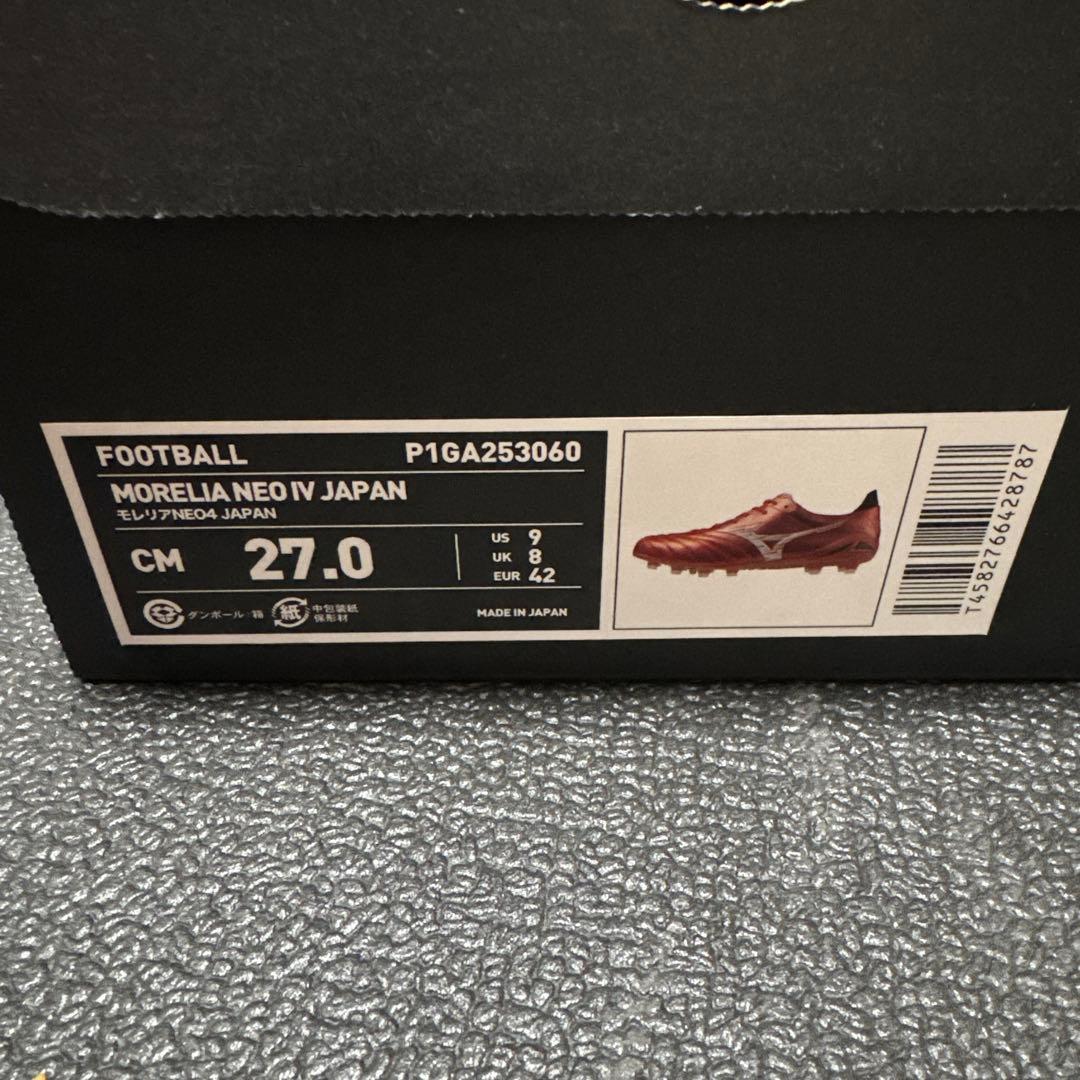 FOOTBALL P1GA253060
MORELIA NEO IV JAPAN
モレリアNEO4 JAPAN
CM 27.0
US 9
UK 8
EUR 42
ダンボール:箱 紙 中包装紙
保形材
MADE IN JAPAN
T4582766428787